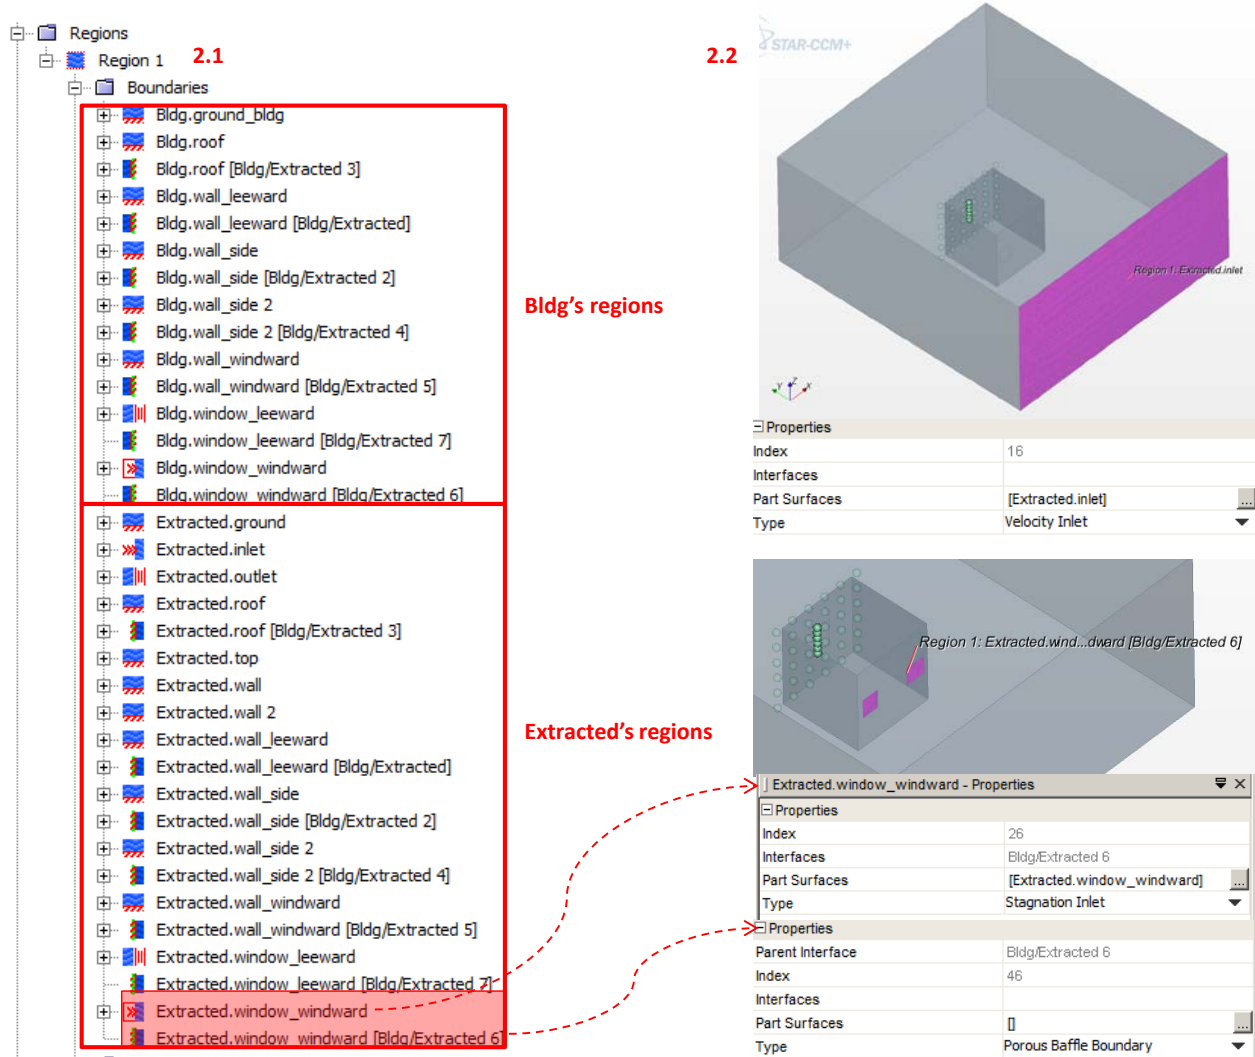 Regions
Region 1
2.1
Boundaries
Bldg.ground_bldg
Bldg.roof
Bldg.roof [Bldg/Extracted 3]
Bldg.wall_leeward
Bldg.wall_leeward [Bldg/Extracted]
Bldg.wall_side
Bldg.wall_side [Bldg/Extracted 2]
Bldg.wall_side 2
Bldg.wall_side 2 [Bldg/Extracted 4]
Bldg.wall_windward
Bldg.wall_windward [Bldg/Extracted 5]
Bldg.window_leeward
Bldg.window_leeward [Bldg/Extracted 7]
Bldg.window_windward
Bldg.window_windward [Bldg/Extracted 6]
Bldg's regions
Extracted.ground
Extracted.inlet
Extracted.outlet
Extracted.roof
Extracted.roof [Bldg/Extracted 3]
Extracted.top
Extracted.wall
Extracted.wall 2
Extracted.wall_leeward
Extracted.wall_leeward [Bldg/Extracted]
Extracted.wall_side
Extracted.wall_side [Bldg/Extracted 2]
Extracted.wall_side 2
Extracted.wall_side 2 [Bldg/Extracted 4]
Extracted.wall_windward
Extracted.wall_windward [Bldg/Extracted 5]
Extracted.window_leeward
Extracted.window_leeward [Bldg/Extracted 7]
Extracted.window_windward
Extracted.window_windward [Bldg/Extracted 6]
Extracted's regions
2.2
STAR-CCM+
Region 1: Extracted.inlet
Y Z X
Properties
Index 16
Interfaces
Part Surfaces [Extracted.inlet] ...
Type Velocity Inlet
Region 1: Extracted.wind...dward [Bldg/Extracted 6]
Extracted.window_windward - Properties
Properties
Index 26
Interfaces Bldg/Extracted 6
Part Surfaces [Extracted.window_windward] ...
Type Stagnation Inlet
Properties
Parent Interface Bldg/Extracted 6
Index 46
Interfaces
Part Surfaces [] ...
Type Porous Baffle Boundary